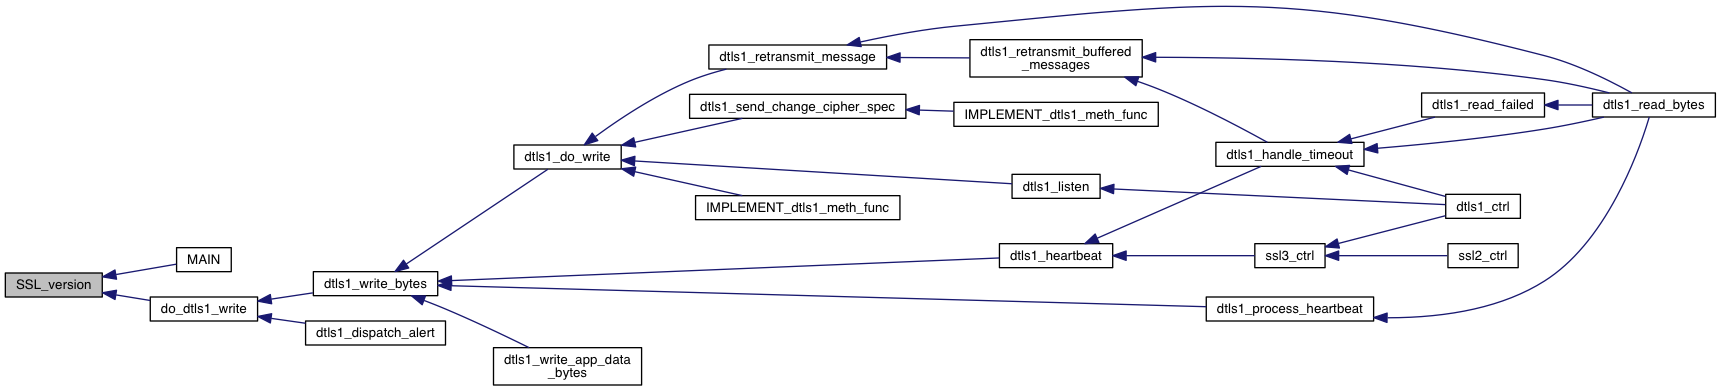 SSL_version
MAIN
do_dtls1_write
dtls1_write_bytes
dtls1_dispatch_alert
dtls1_do_write
dtls1_write_app_data
_bytes
dtls1_retransmit_message
dtls1_send_change_cipher_spec
IMPLEMENT_dtls1_meth_func
dtls1_retransmit_buffered
_messages
IMPLEMENT_dtls1_meth_func
dtls1_listen
dtls1_heartbeat
dtls1_handle_timeout
ssl3_ctrl
dtls1_process_heartbeat
dtls1_read_failed
dtls1_ctrl
ssl2_ctrl
dtls1_read_bytes